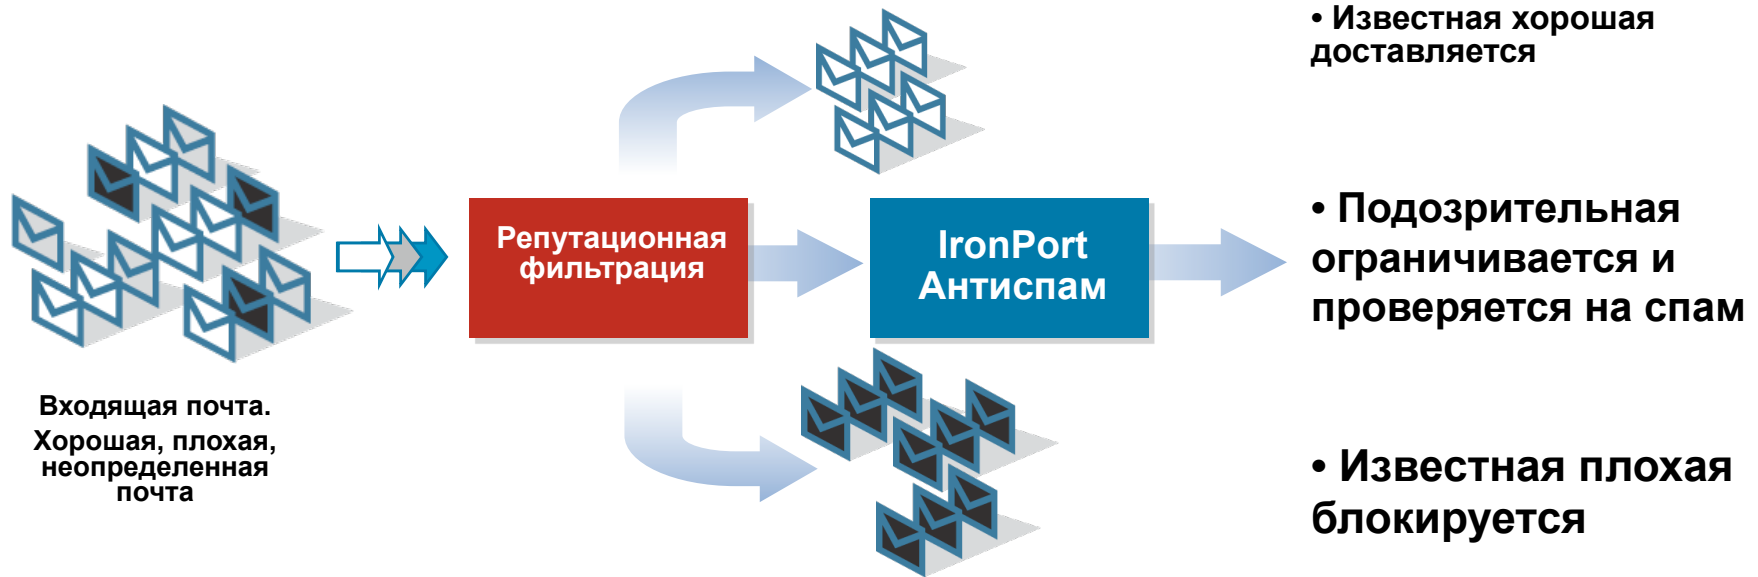 • Известная хорошая
доставляется
Репутационная
фильтрация
IronPort
Антиспам
• Подозрительная
ограничивается и
проверяется на спам
Входящая почта.
Хорошая, плохая,
неопределенная
почта
• Известная плохая
блокируется